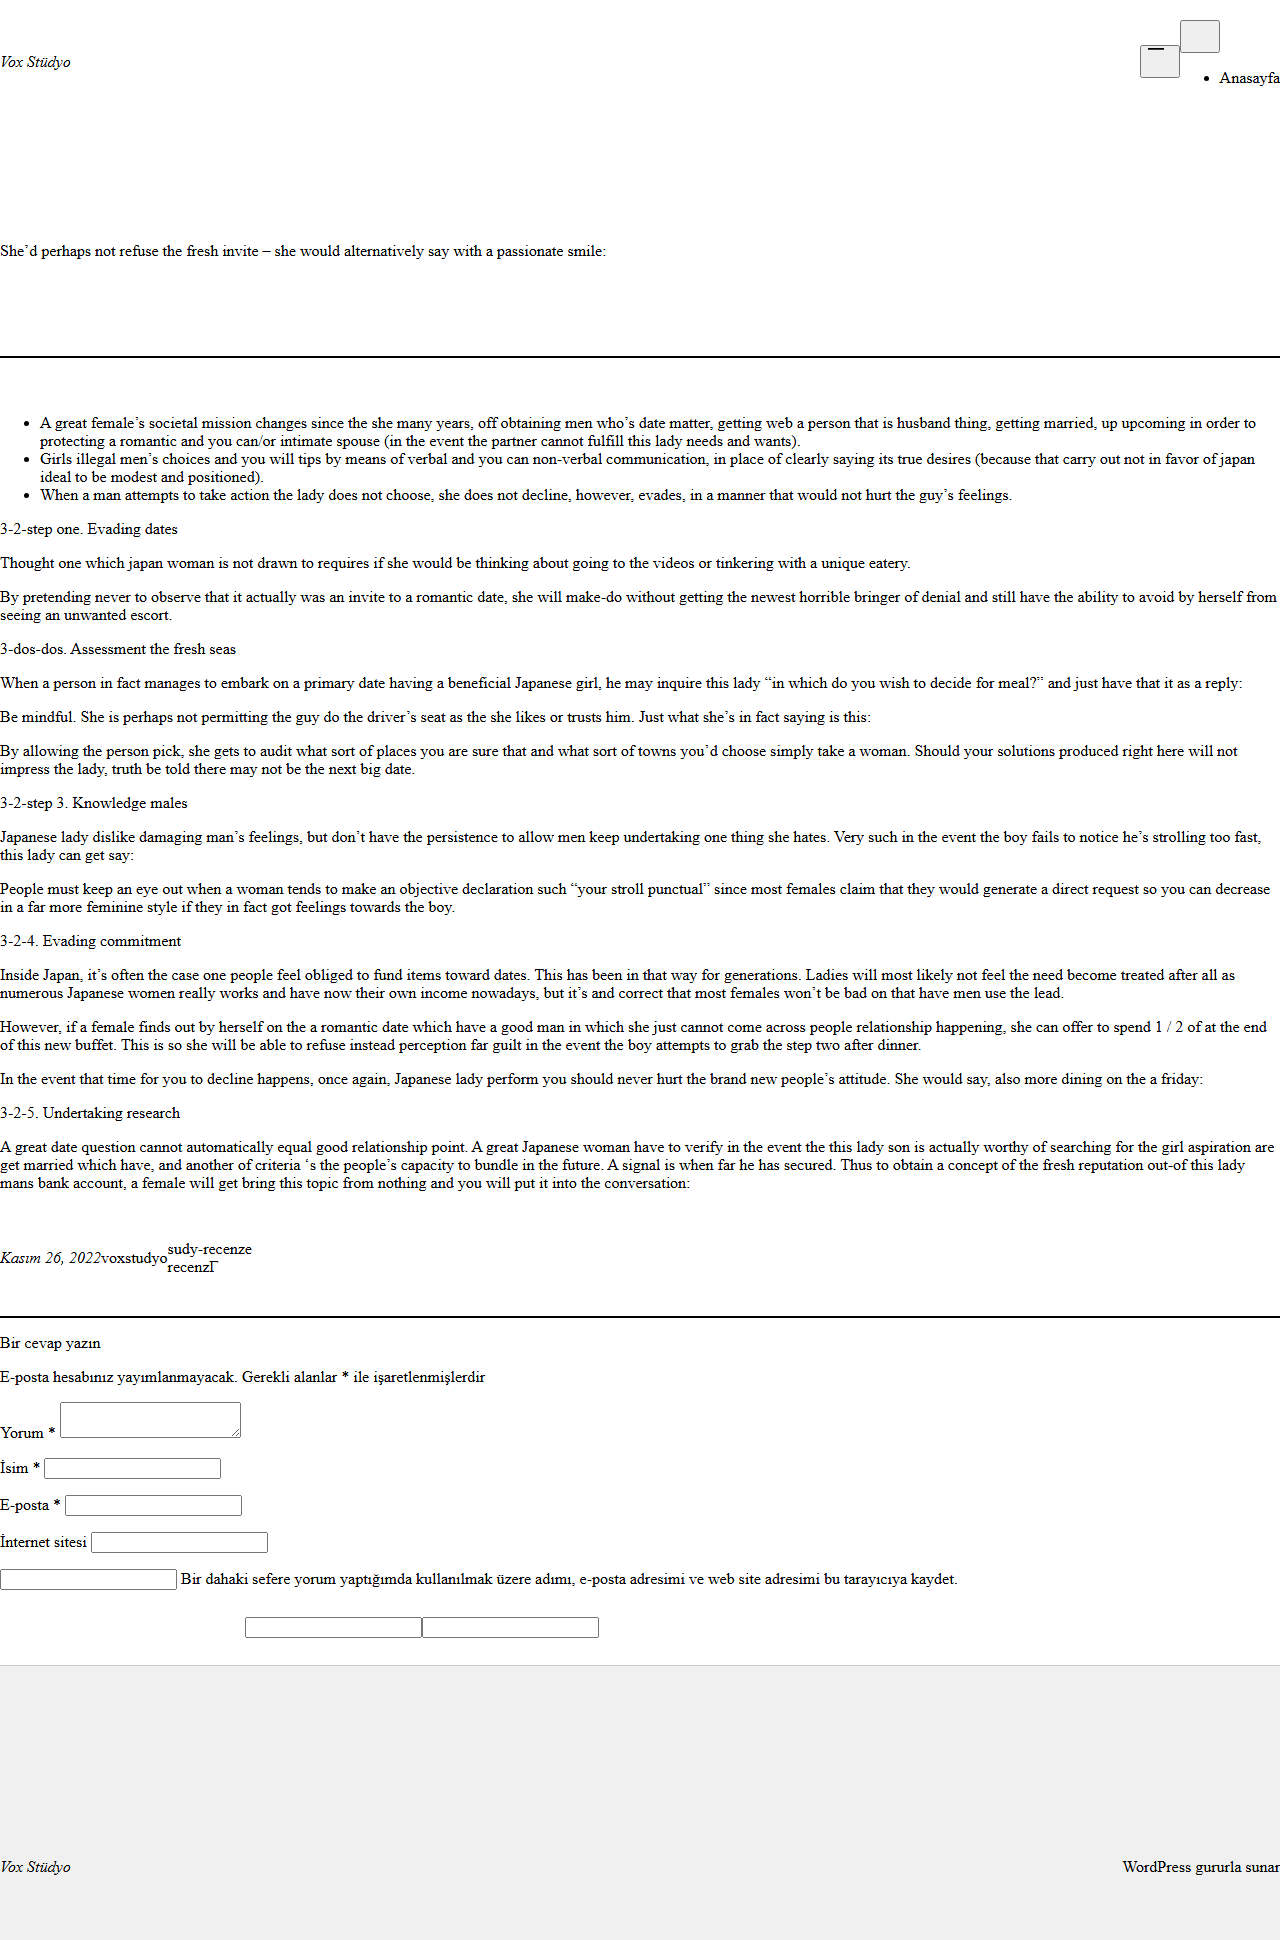 Vox Stüdyo
Anasayfa
She’d perhaps not refuse the fresh invite – she would alternatively say with a passionate smile:
A great female’s societal mission changes since the she many years, off obtaining men who’s date matter, getting web a person that is husband thing, getting married, up upcoming in order to
protecting a romantic and you can/or intimate spouse (in the event the partner cannot fulfill this lady needs and wants).
Girls illegal men’s choices and you will tips by means of verbal and you can non-verbal communication, in place of clearly saying its true desires (because that carry out not in favor of japan
ideal to be modest and positioned).
When a man attempts to take action the lady does not choose, she does not decline, however, evades, in a manner that would not hurt the guy’s feelings.
3-2-step one. Evading dates
Thought one which japan woman is not drawn to requires if she would be thinking about going to the videos or tinkering with a unique eatery.
By pretending never to observe that it actually was an invite to a romantic date, she will make-do without getting the newest horrible bringer of denial and still have the ability to avoid by herself from
seeing an unwanted escort.
3-dos-dos. Assessment the fresh seas
When a person in fact manages to embark on a primary date having a beneficial Japanese girl, he may inquire this lady “in which do you wish to decide for meal?” and just have that it as a reply:
Be mindful. She is perhaps not permitting the guy do the driver’s seat as the she likes or trusts him. Just what she’s in fact saying is this:
By allowing the person pick, she gets to audit what sort of places you are sure that and what sort of towns you’d choose simply take a woman. Should your solutions produced right here will not
impress the lady, truth be told there may not be the next big date.
3-2-step 3. Knowledge males
Japanese lady dislike damaging man’s feelings, but don’t have the persistence to allow men keep undertaking one thing she hates. Very such in the event the boy fails to notice he’s strolling too fast,
this lady can get say:
People must keep an eye out when a woman tends to make an objective declaration such “your stroll punctual” since most females claim that they would generate a direct request so you can decrease
in a far more feminine style if they in fact got feelings towards the boy.
3-2-4. Evading commitment
Inside Japan, it’s often the case one people feel obliged to fund items toward dates. This has been in that way for generations. Ladies will most likely not feel the need become treated after all as
numerous Japanese women really works and have now their own income nowadays, but it’s and correct that most females won’t be bad on that have men use the lead.
However, if a female finds out by herself on the a romantic date which have a good man in which she just cannot come across people relationship happening, she can offer to spend 1 / 2 of at the end
of this new buffet. This is so she will be able to refuse instead perception far guilt in the event the boy attempts to grab the step two after dinner.
In the event that time for you to decline happens, once again, Japanese lady perform you should never hurt the brand new people’s attitude. She would say, also more dining on the a friday:
3-2-5. Undertaking research
A great date question cannot automatically equal good relationship point. A great Japanese woman have to verify in the event the this lady son is actually worthy of searching for the girl aspiration are
get married which have, and another of criteria ‘s the people’s capacity to bundle in the future. A signal is when far he has secured. Thus to obtain a concept of the fresh reputation out-of this lady
mans bank account, a female will get bring this topic from nothing and you will put it into the conversation:
Kasım 26, 2022voxstudyosudy-recenze
recenzГ
Bir cevap yazın
E-posta hesabınız yayımlanmayacak. Gerekli alanlar * ile işaretlenmişlerdir
Yorum *
İsim *
E-posta *
İnternet sitesi
Bir dahaki sefere yorum yaptığımda kullanılmak üzere adımı, e-posta adresimi ve web site adresimi bu tarayıcıya kaydet.
Vox Stüdyo
WordPress gururla sunar